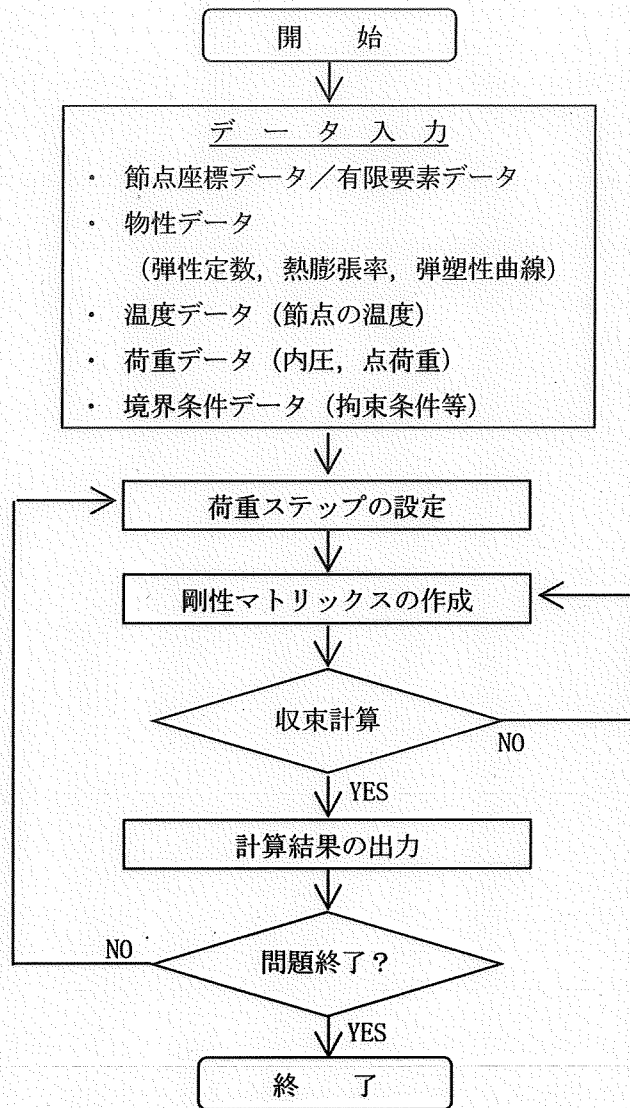 開　始
データ入力
・ 節点座標データ／有限要素データ
・ 物性データ
（弾性定数，熱膨張率，弾塑性曲線）
・ 温度データ（節点の温度）
・ 荷重データ（内圧，点荷重）
・ 境界条件データ（拘束条件等）
荷重ステップの設定
剛性マトリックスの作成
収束計算
NO
YES
計算結果の出力
NO
問題終了？
YES
終　了